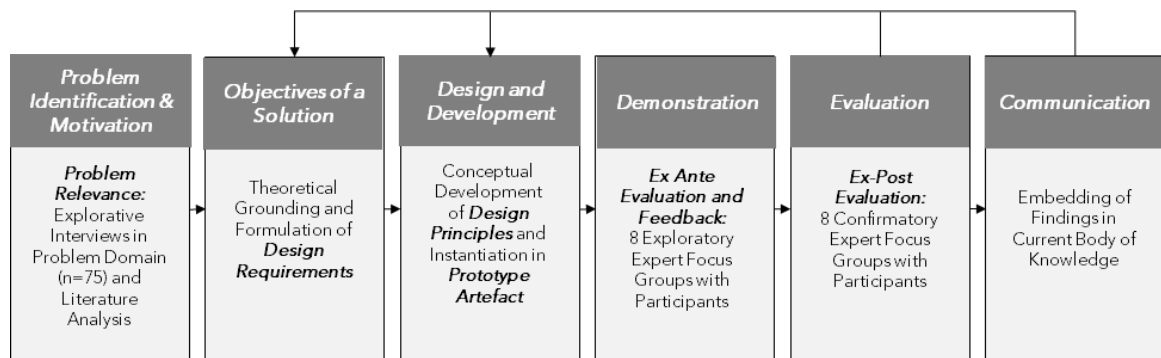 Problem
Identification &
Motivation
Problem
Relevance:
Explorative
Interviews in
Problem Domain
(n=75) and
Literature
Analysis
Objectives of a
Solution
Theoretical
Grounding and
Formulation of
Design
Requirements
Design and
Development
Conceptual
Development
of Design
Principles and
Instantiation in
Prototype
Artefact
Demonstration
Ex Ante
Evaluation and
Feedback:
8 Exploratory
Expert Focus
Groups with
Participants
Evaluation
Ex-Post
Evaluation:
8 Confirmatory
Expert Focus
Groups with
Participants
Communication
Embedding of
Findings in
Current Body of
Knowledge